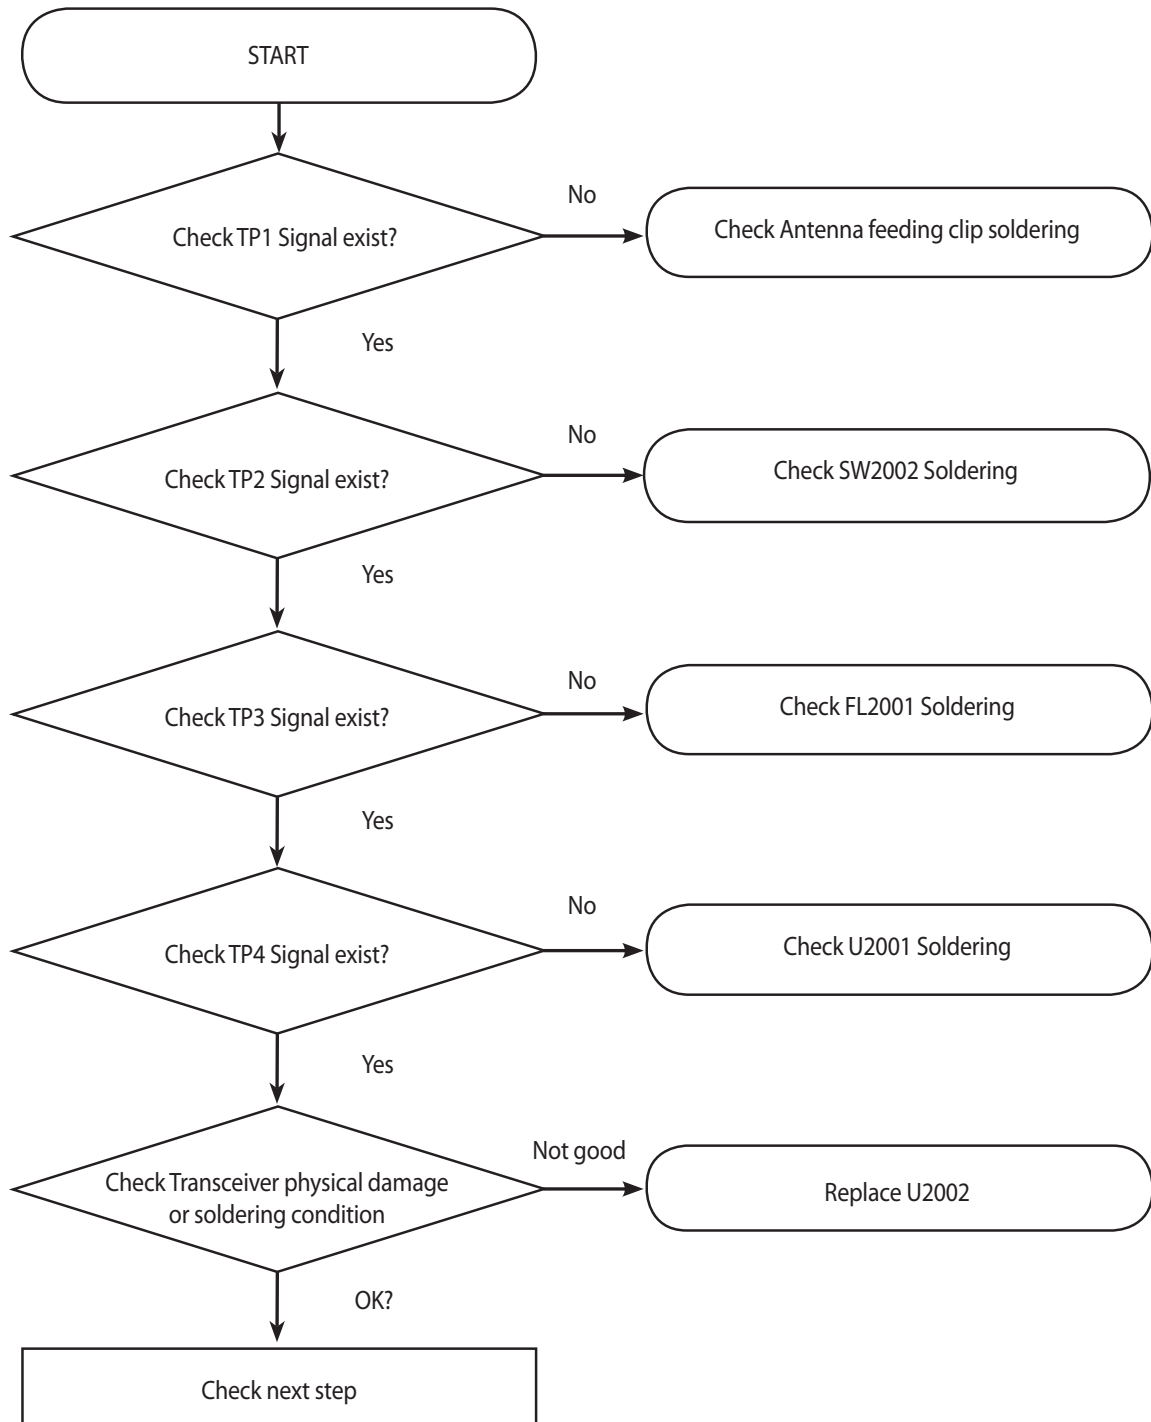 START
No
Check TP1 Signal exist?
Check Antenna feeding clip soldering
Yes
No
Check TP2 Signal exist?
Check SW2002 Soldering
Yes
No
Check TP3 Signal exist?
Check FL2001 Soldering
Yes
No
Check TP4 Signal exist?
Check U2001 Soldering
Yes
Not good
Check Transceiver physical damage
or soldering condition
Replace U2002
OK?
Check next step